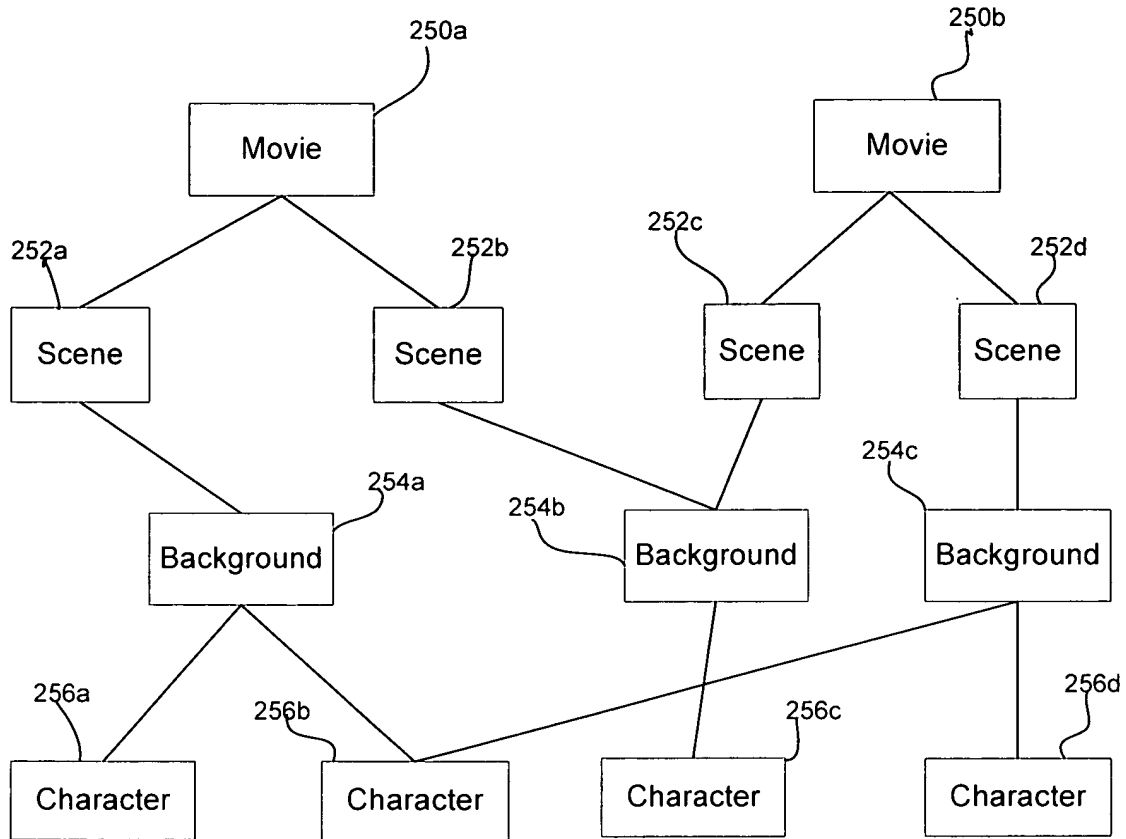 250a
250b
Movie
Movie
252a
252b
252c
252d
Scene
Scene
Scene
Scene
254a
254b
254c
Background
Background
Background
256a
256b
256c
256d
Character
Character
Character
Character